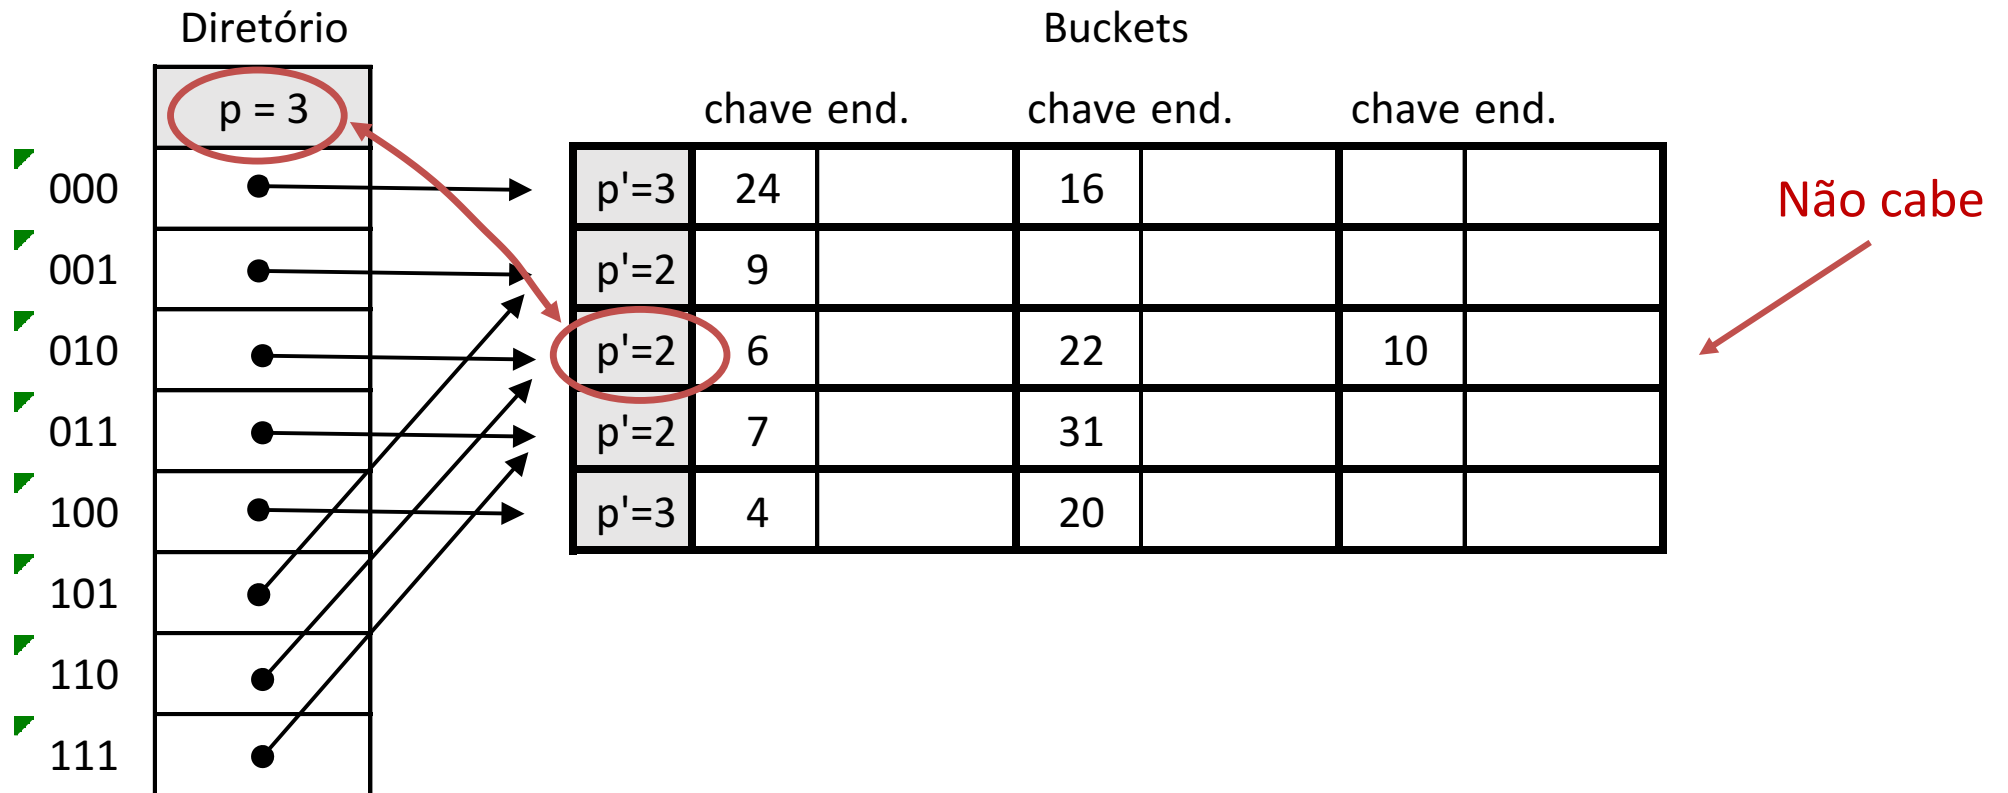 Diretório Buckets
p = 3 chave end. chave end. chave end.
000 p'=3 24 16 Não cabe
001 p'=2 9
010 p'=2 6 22 10
011 p'=2 7 31
100 p'=3 4 20
101
110
111